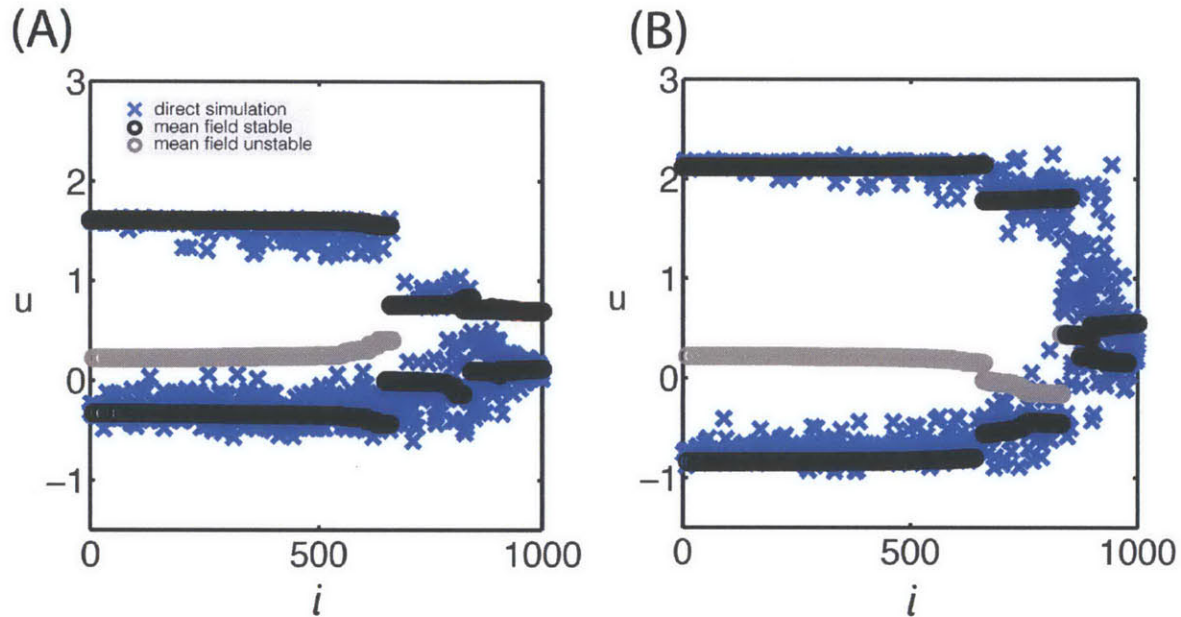 (A)
(B)
3
2
1
0
−1
u
direct simulation
mean field stable
mean field unstable
0
500
1000
i
3
2
1
0
−1
u
0
500
1000
i